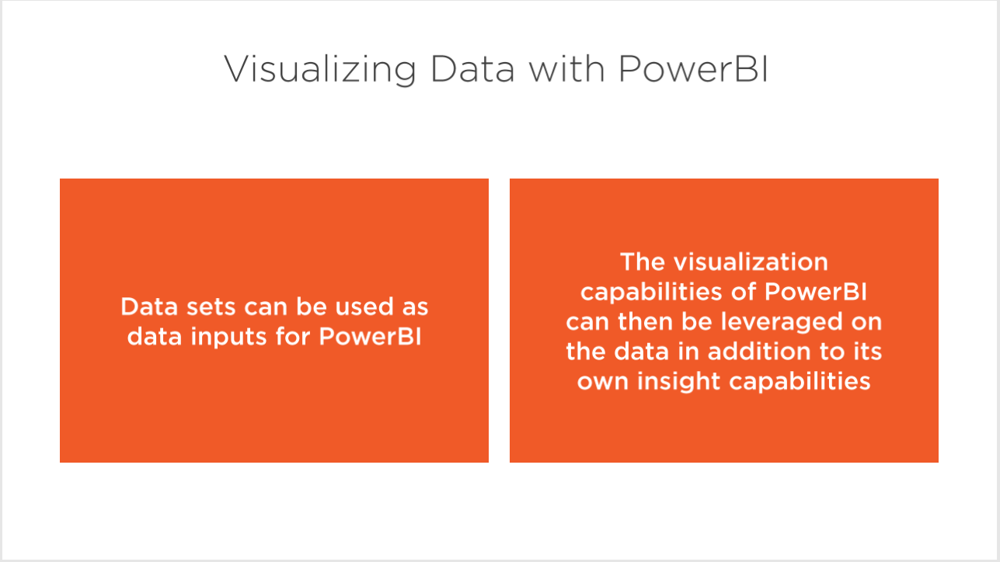 Visualizing Data with PowerBI
Data sets can be used as
data inputs for PowerBI
The visualization
capabilities of PowerBI
can then be leveraged on
the data in addition to its
own insight capabilities